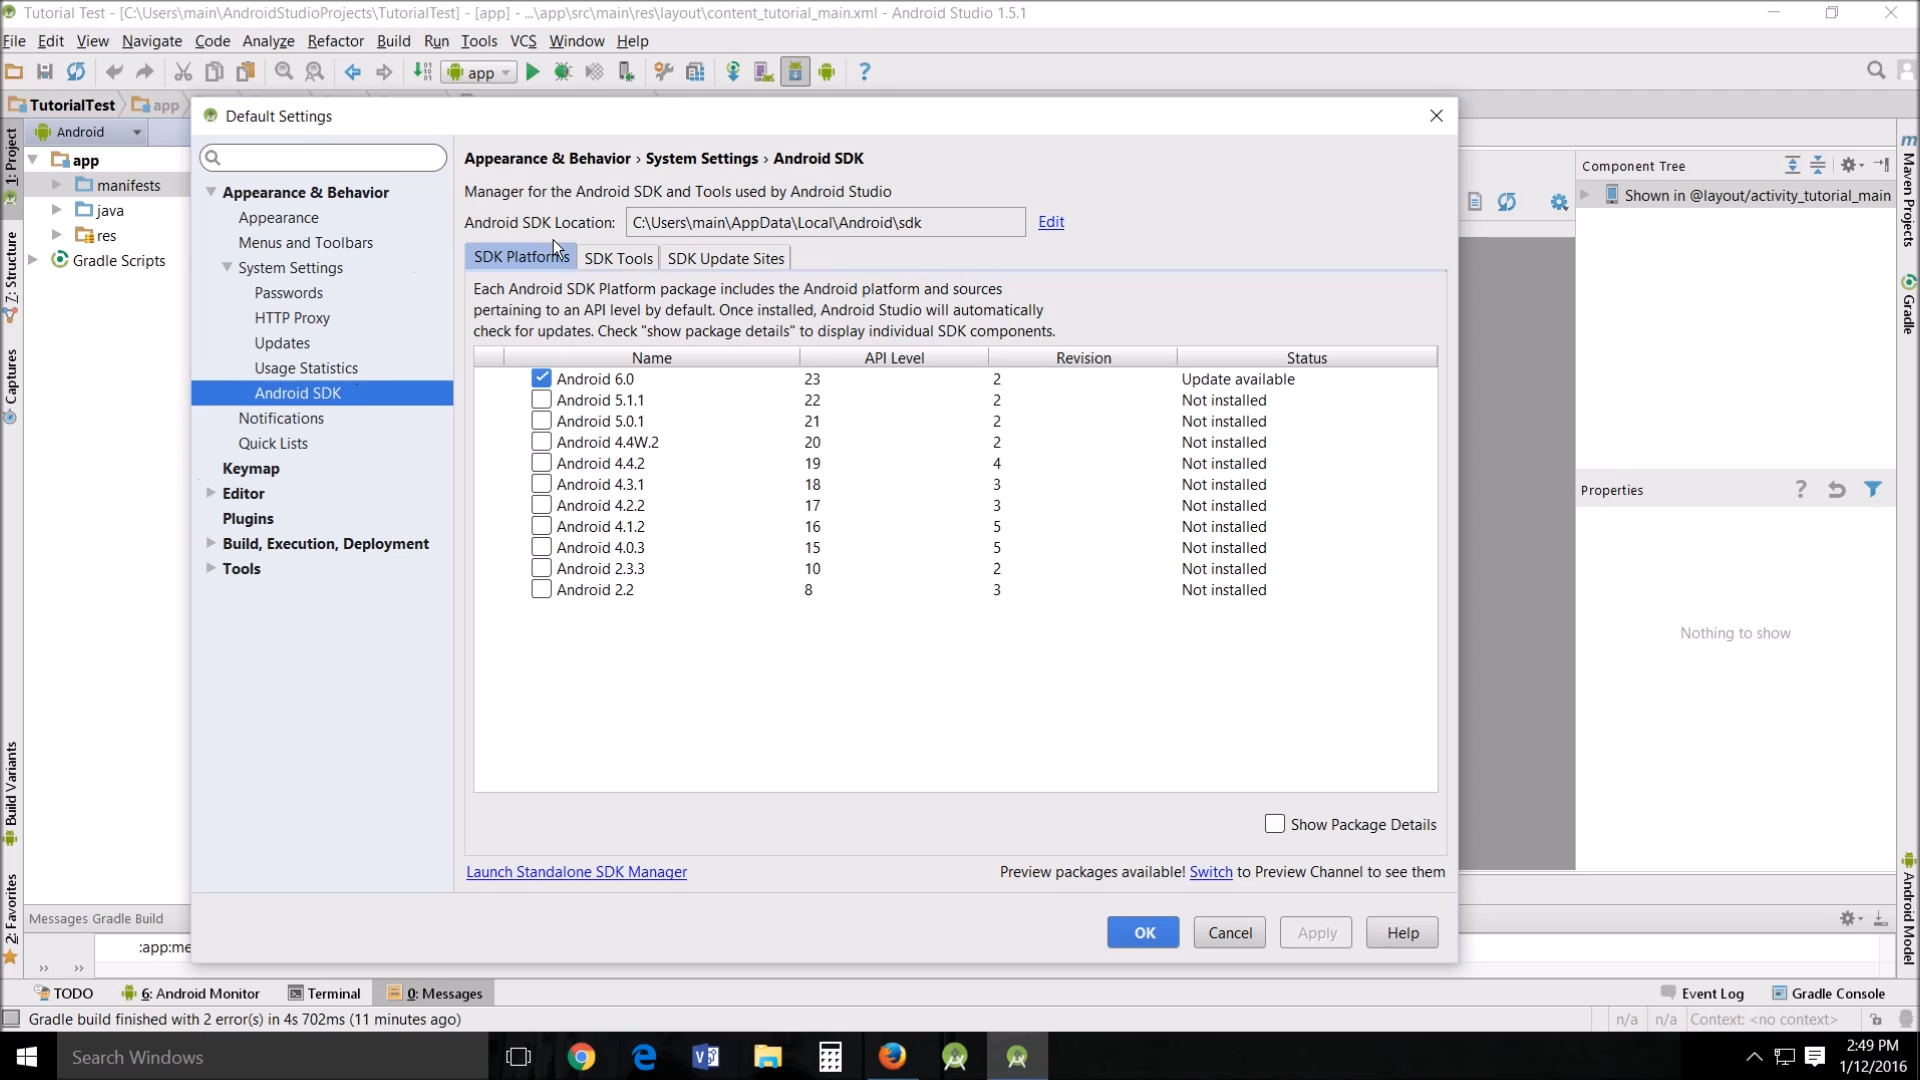 Tutorial Test - [C:\Users\main\AndroidStudioProjects\TutorialTest] - [app] - ...\app\src\main\res\layout\content_tutorial_main.xml - Android Studio 1.5.1
File Edit View Navigate Code Analyze Refactor Build Run Tools VCS Window Help
app
TutorialTest app
Default Settings
Android
1: Project
app
manifests
java
res
Gradle Scripts
7: Structure
Captures
Build Variants
2: Favorites
Appearance & Behavior
Appearance
Menus and Toolbars
System Settings
Passwords
HTTP Proxy
Updates
Usage Statistics
Android SDK
Notifications
Quick Lists
Keymap
Editor
Plugins
Build, Execution, Deployment
Tools
Appearance & Behavior › System Settings › Android SDK
Manager for the Android SDK and Tools used by Android Studio
Android SDK Location: C:\Users\main\AppData\Local\Android\sdk Edit
SDK Platforms SDK Tools SDK Update Sites
Each Android SDK Platform package includes the Android platform and sources
pertaining to an API level by default. Once installed, Android Studio will automatically
check for updates. Check "show package details" to display individual SDK components.
Name API Level Revision Status
Android 6.0 23 2 Update available
Android 5.1.1 22 2 Not installed
Android 5.0.1 21 2 Not installed
Android 4.4W.2 20 2 Not installed
Android 4.4.2 19 4 Not installed
Android 4.3.1 18 3 Not installed
Android 4.2.2 17 3 Not installed
Android 4.1.2 16 5 Not installed
Android 4.0.3 15 5 Not installed
Android 2.3.3 10 2 Not installed
Android 2.2 8 3 Not installed
Show Package Details
Launch Standalone SDK Manager Preview packages available! Switch to Preview Channel to see them
OK Cancel Apply Help
Component Tree
Shown in @layout/activity_tutorial_main
Properties
Nothing to show
m Maven Projects
Gradle
Android Model
Messages Gradle Build
:app:me
TODO 6: Android Monitor Terminal 0: Messages Event Log Gradle Console
Gradle build finished with 2 error(s) in 4s 702ms (11 minutes ago) n/a n/a Context: <no context>
Search Windows
2:49 PM
1/12/2016